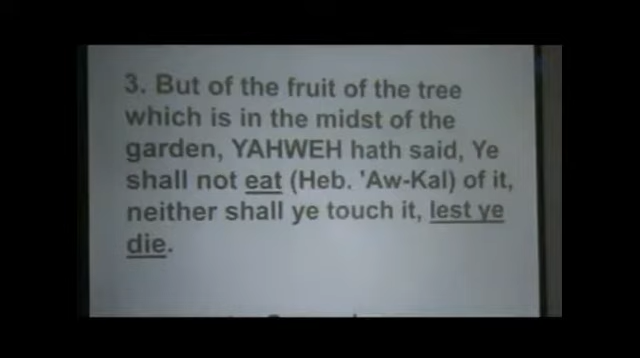 3. But of the fruit of the tree
which is in the midst of the
garden, YAHWEH hath said, Ye
shall not eat (Heb. 'Aw-Kal) of it,
neither shall ye touch it, lest ye
die.